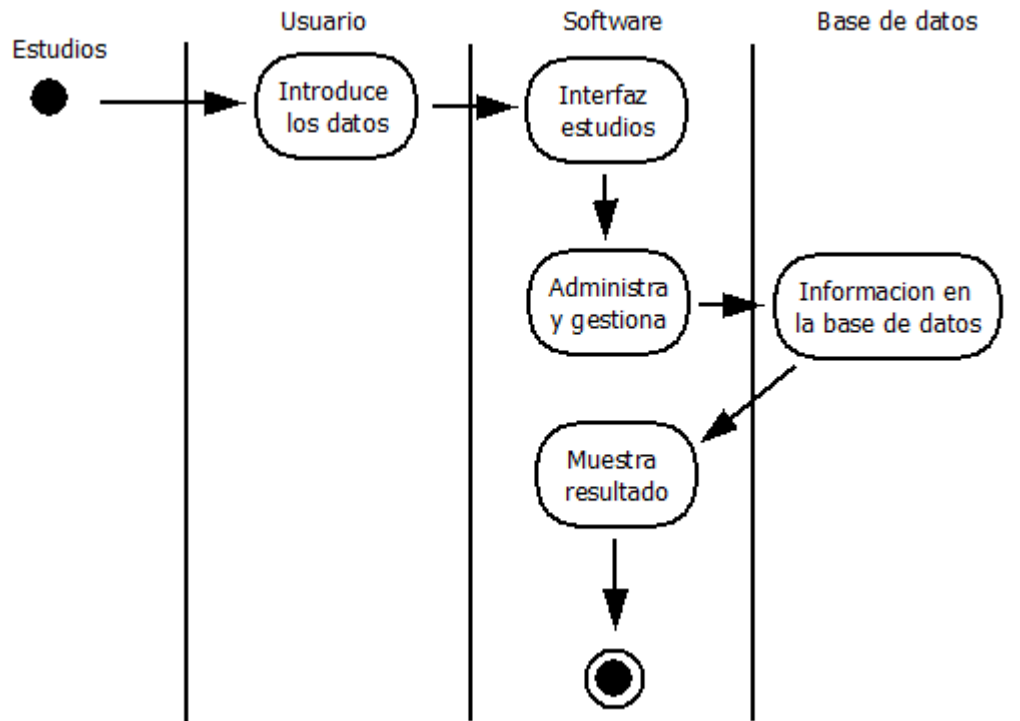 Usuario
Software
Base de datos
Estudios
Introduce
los datos
Interfaz
estudios
Administra
y gestiona
Informacion en
la base de datos
Muestra
resultado